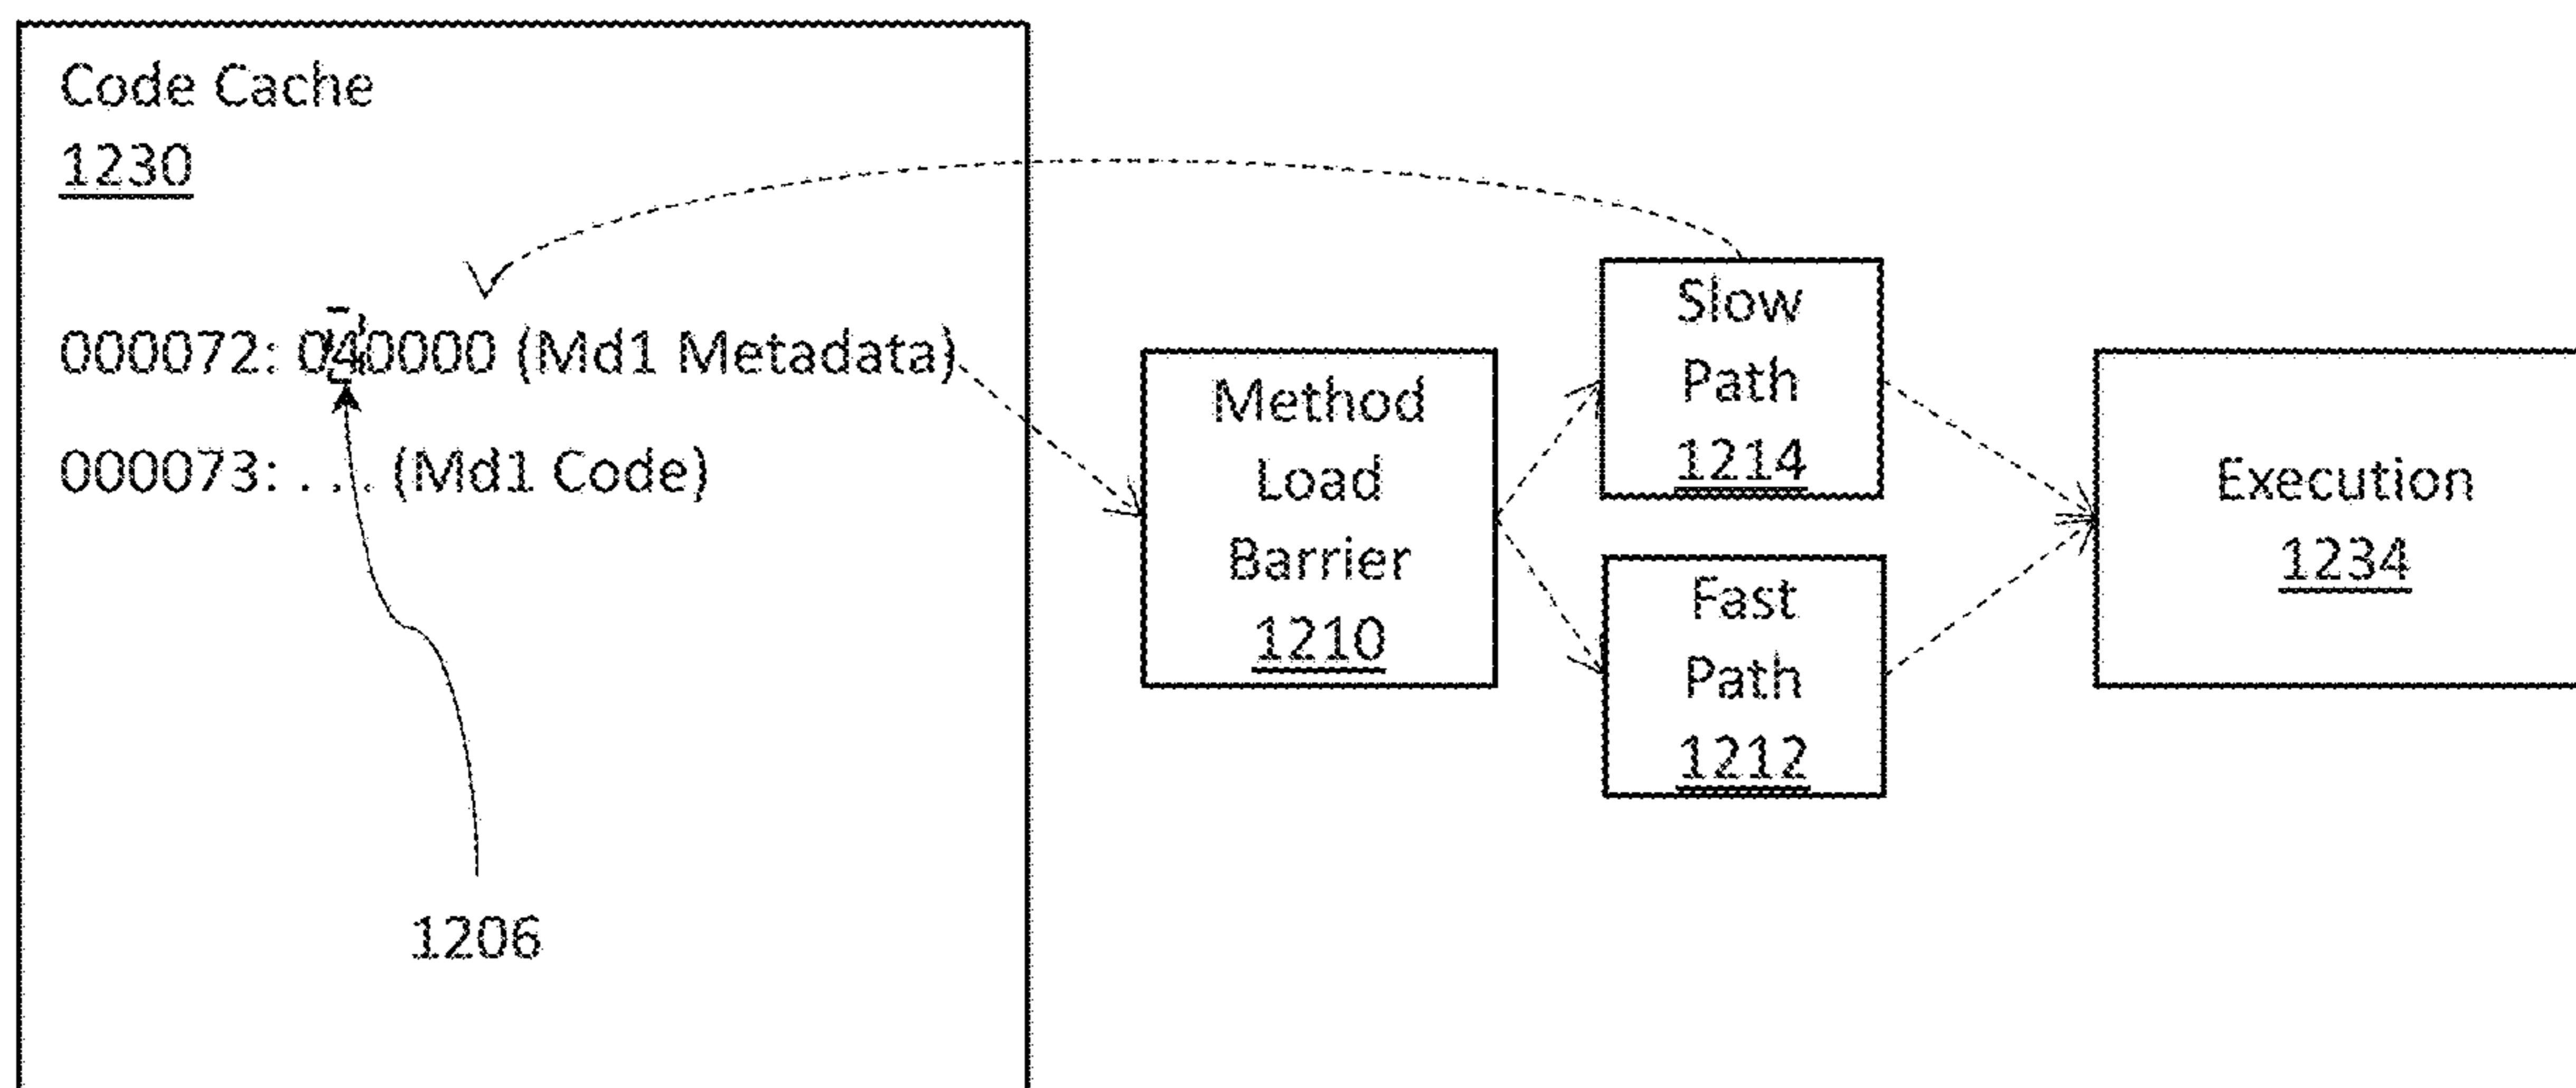 Code Cache
1230
000072: 040000 (Md1 Metadata)
000073: . . . (Md1 Code)
1206
Method
Load
Barrier
1210
Slow
Path
1214
Fast
Path
1212
Execution
1234